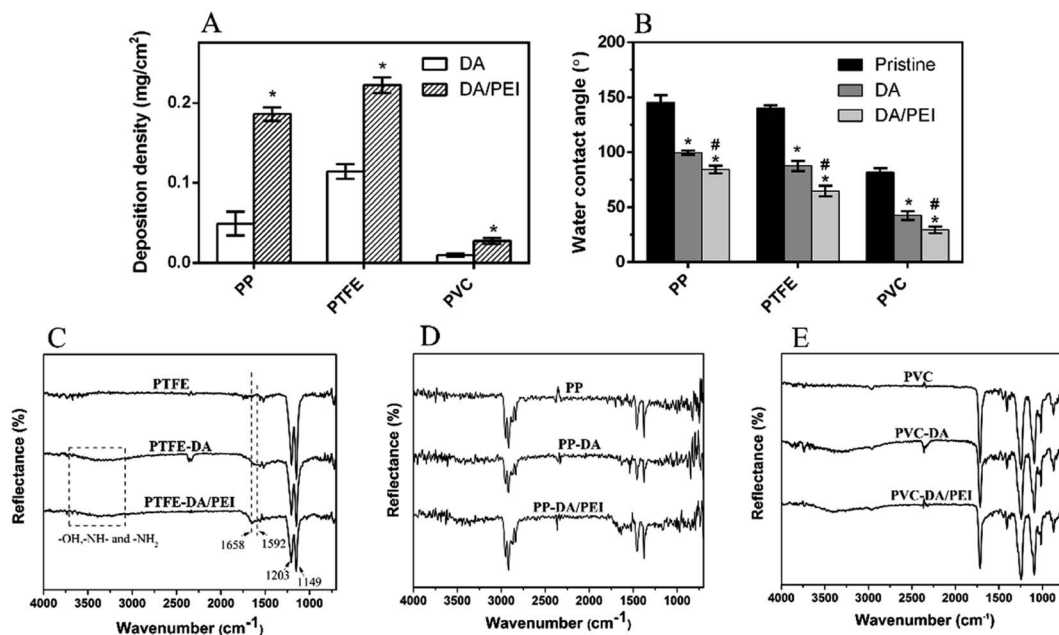 A
Deposition density (mg/cm²)
0.2
0.1
0.0
DA
DA/PEI
*
*
*
PP
PTFE
PVC
B
Water contact angle (°)
200
150
100
50
0
Pristine
DA
DA/PEI
*
#
*
*
#
*
*
#
*
PP
PTFE
PVC
C
Reflectance (%)
PTFE
PTFE-DA
PTFE-DA/PEI
-OH,-NH- and -NH₂
1658
1592
1203
1149
4000 3500 3000 2500 2000 1500 1000
Wavenumber (cm⁻¹)
D
Reflectance (%)
PP
PP-DA
PP-DA/PEI
4000 3500 3000 2500 2000 1500 1000
Wavenumber (cm⁻¹)
E
Reflectance (%)
PVC
PVC-DA
PVC-DA/PEI
4000 3500 3000 2500 2000 1500 1000
Wavenumber (cm⁻¹)